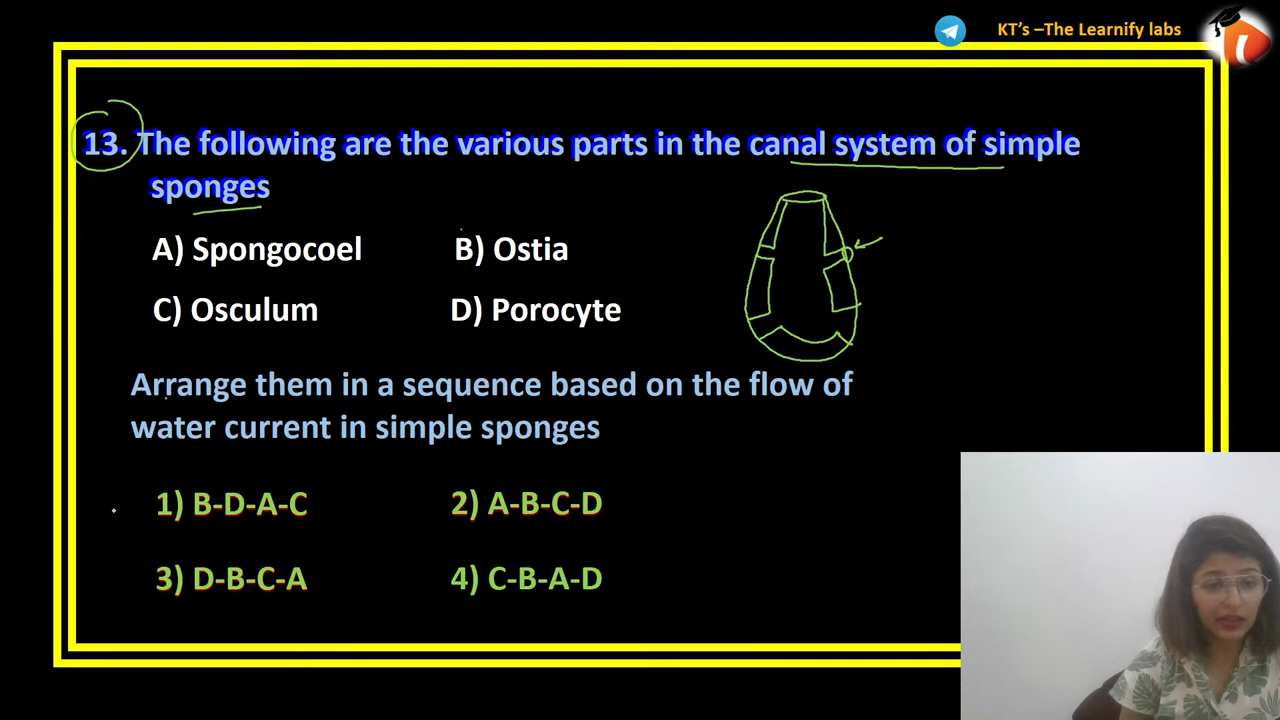 KT's –The Learnify labs
13. The following are the various parts in the canal system of simple
sponges
A) Spongocoel B) Ostia
C) Osculum D) Porocyte
Arrange them in a sequence based on the flow of
water current in simple sponges
1) B-D-A-C 2) A-B-C-D
3) D-B-C-A 4) C-B-A-D